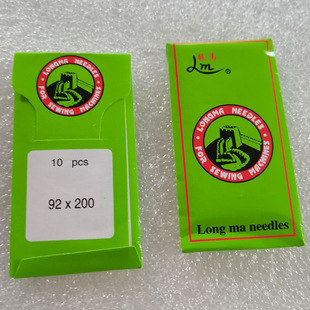 LONGMA NEEDLES
FOR SEWING MACHINES
10 pcs
92 x 200
Lm
®
LONGMA NEEDLES
FOR SEWING MACHINES
Long ma needles